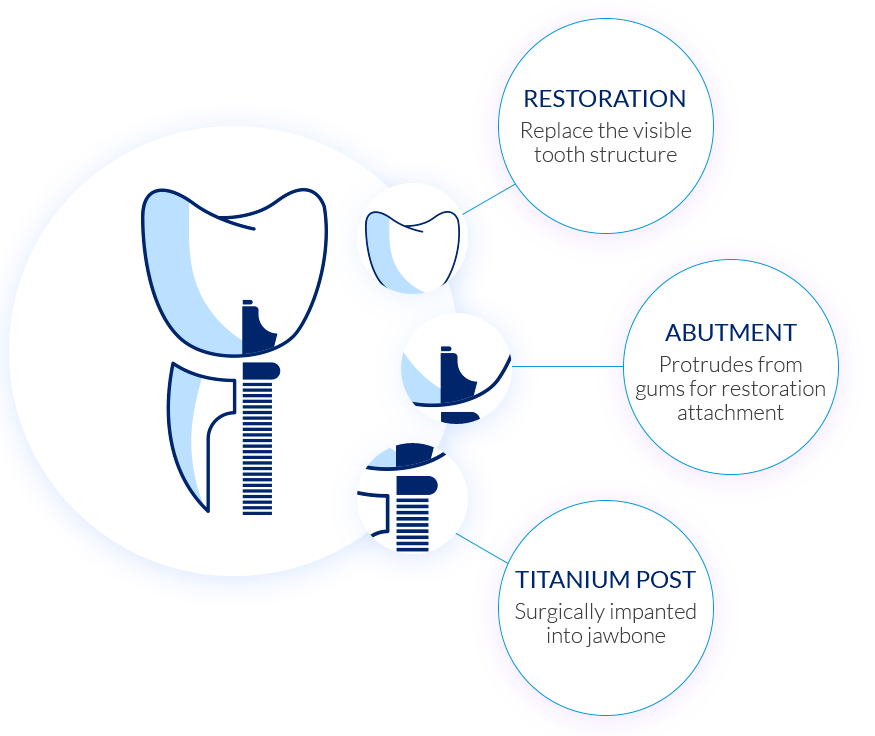 RESTORATION
Replace the visible
tooth structure
ABUTMENT
Protrudes from
gums for restoration
attachment
TITANIUM POST
Surgically impanted
into jawbone